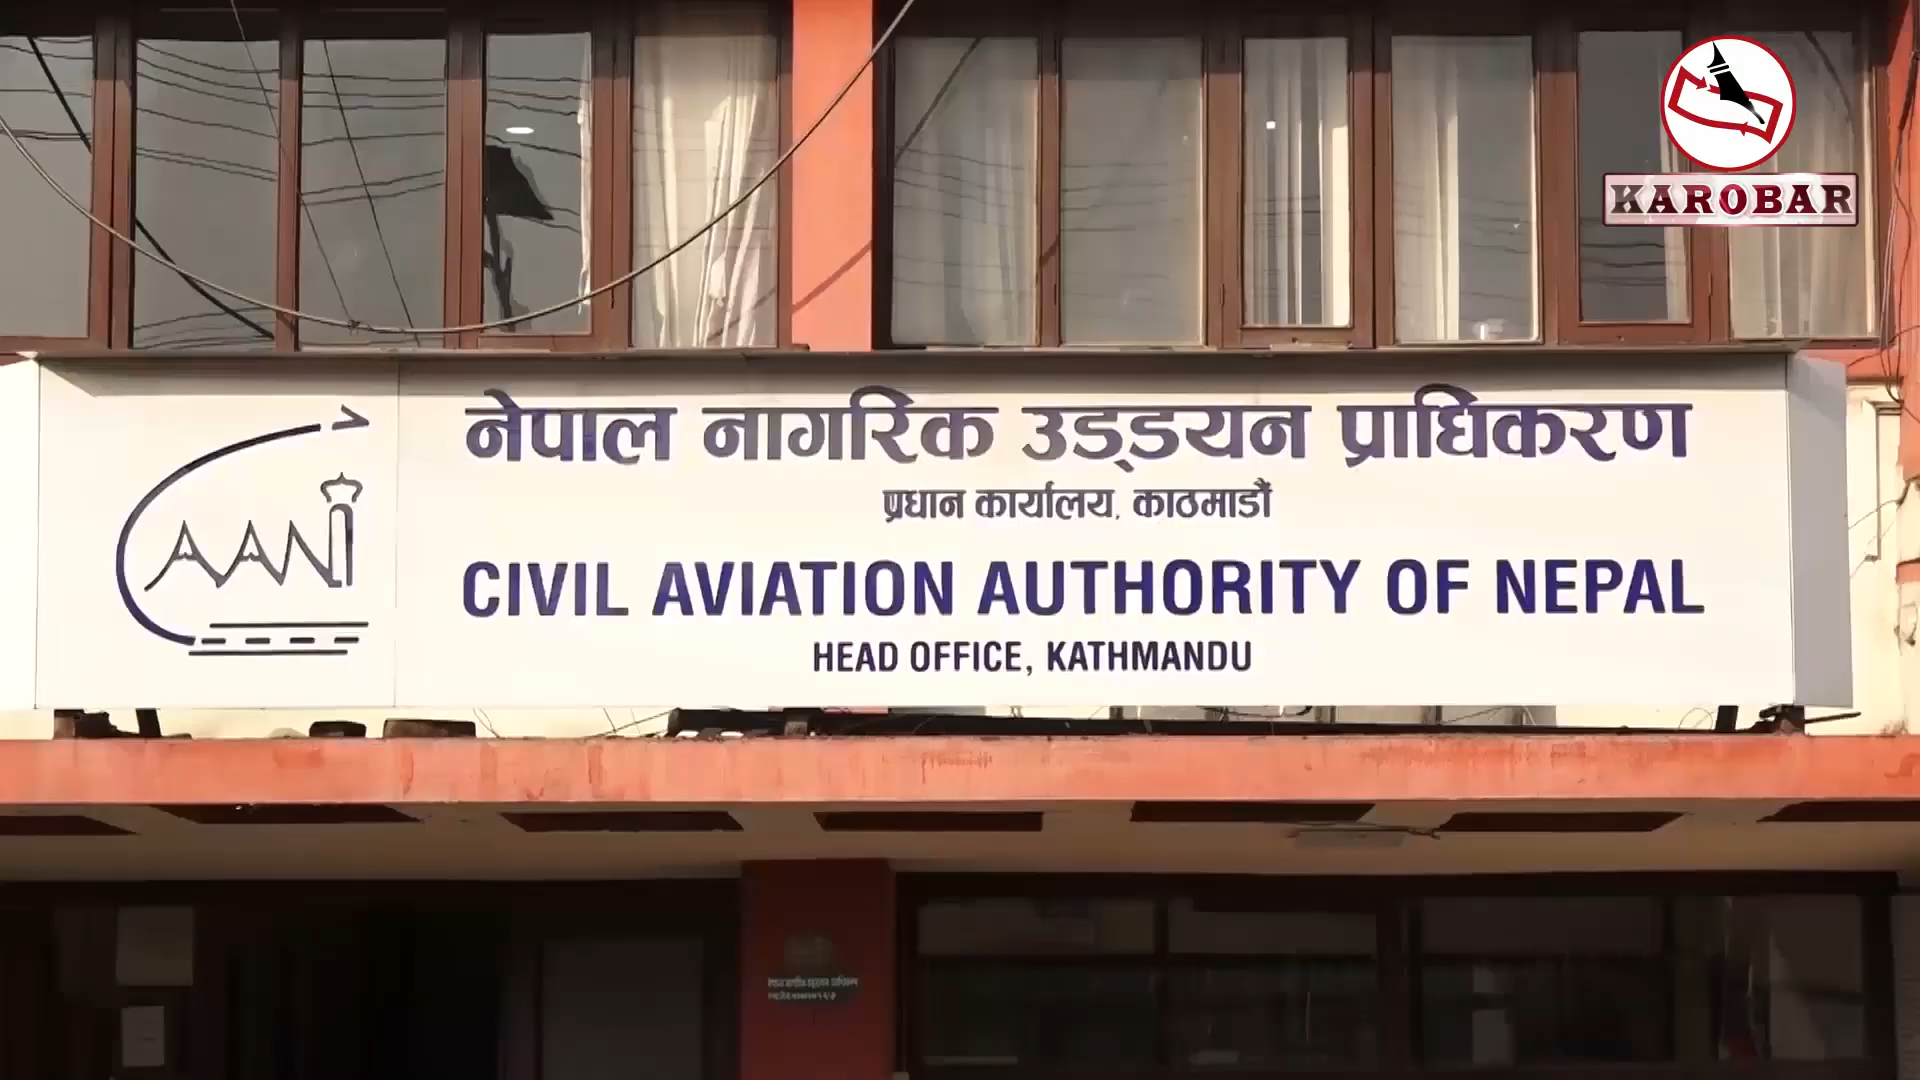 KAROBAR
नेपाल नागरिक उड्डयन प्राधिकरण
प्रधान कार्यालय, काठमाडौं
CAAN
CIVIL AVIATION AUTHORITY OF NEPAL
HEAD OFFICE, KATHMANDU